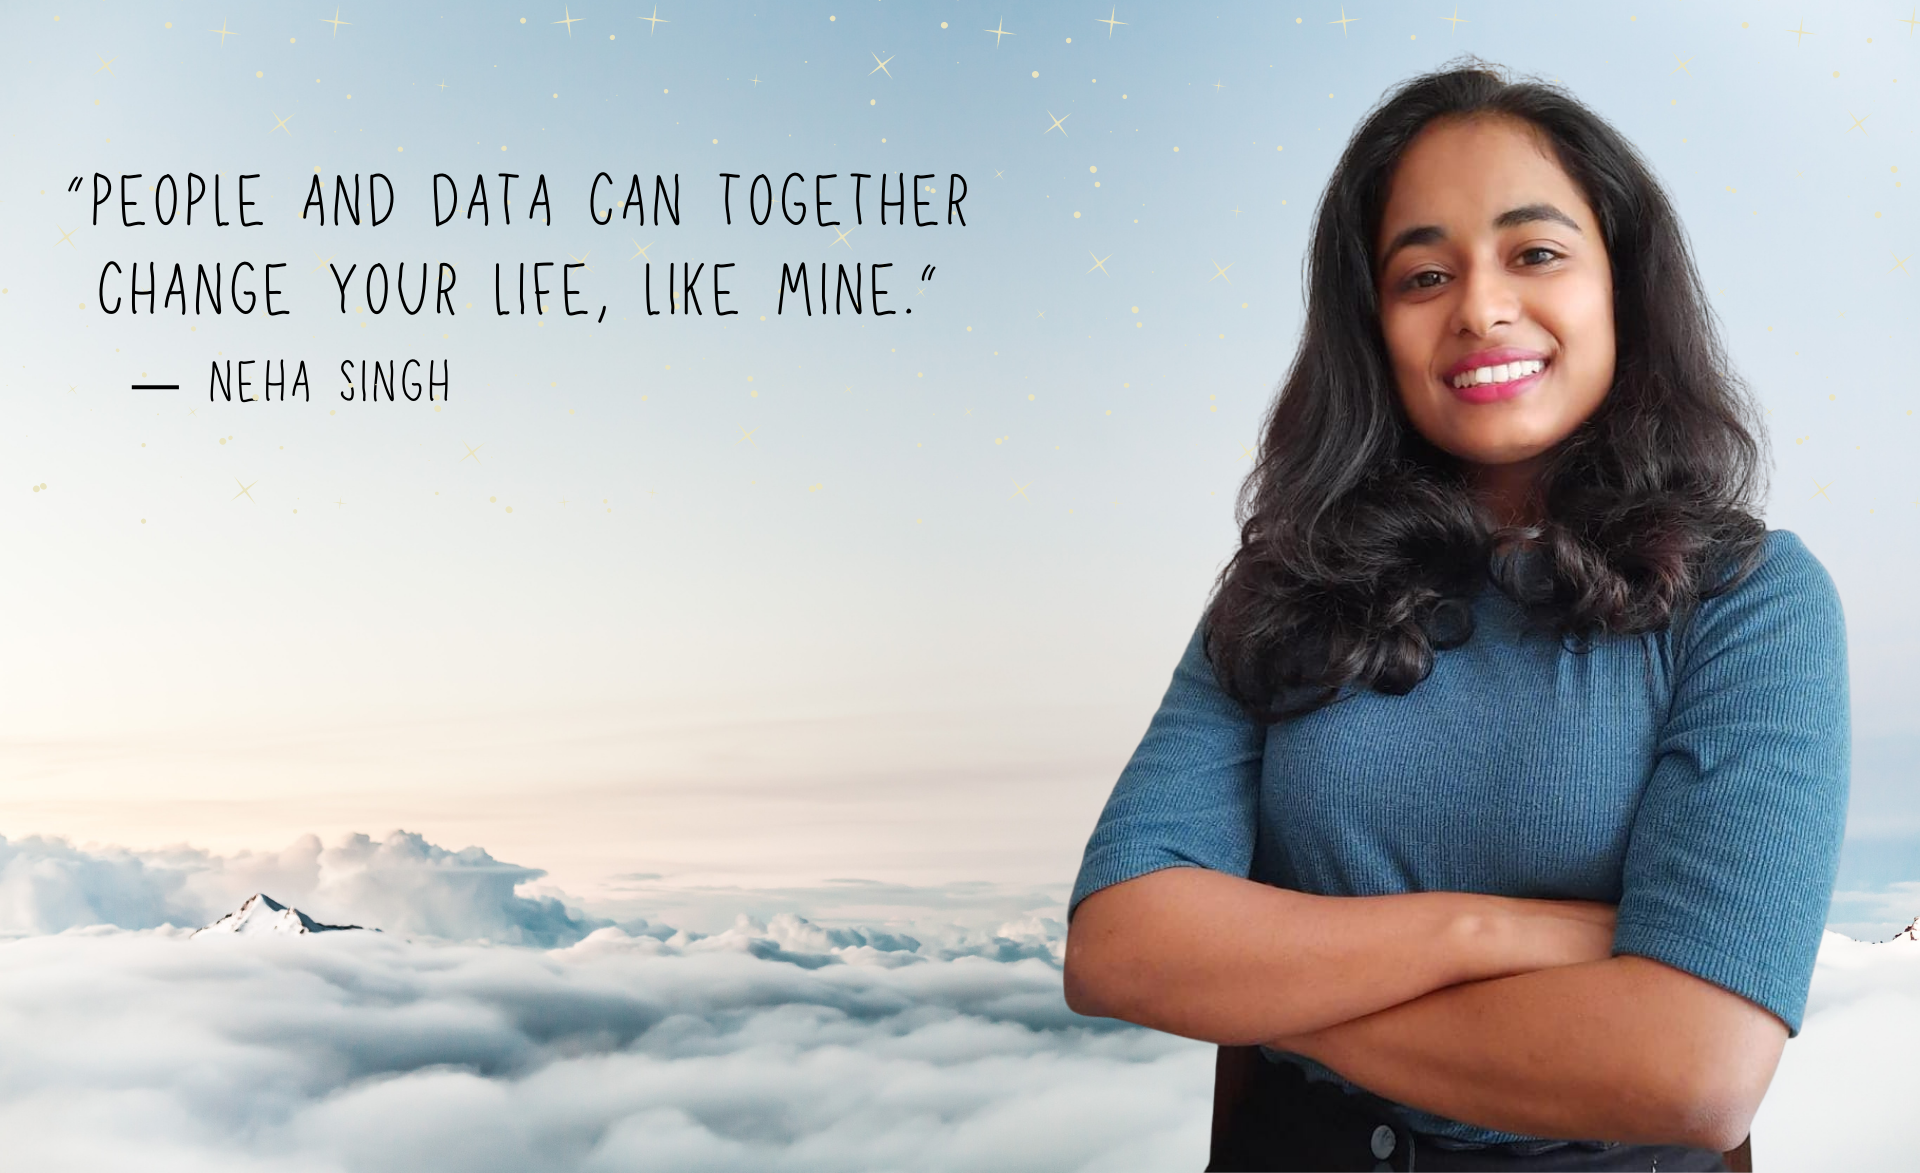 "PEOPLE AND DATA CAN TOGETHER
CHANGE YOUR LIFE, LIKE MINE."
— NEHA SINGH